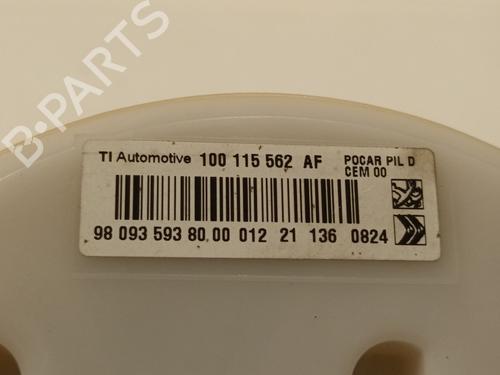 B-PARTS
TI Automotive 100 115 562 AF
POCAR PIL D
CEM 00
98 093 593 80.00 012 21 136 0824